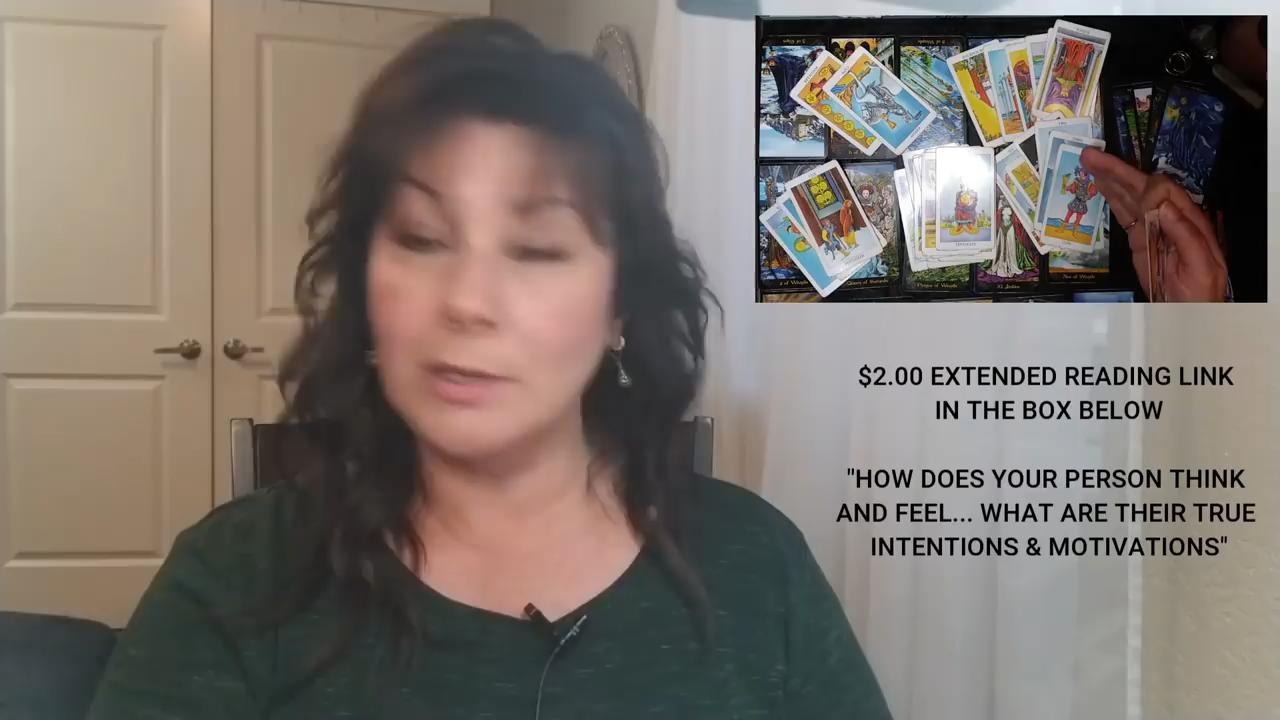 $2.00 EXTENDED READING LINK
IN THE BOX BELOW
"HOW DOES YOUR PERSON THINK
AND FEEL... WHAT ARE THEIR TRUE
INTENTIONS & MOTIVATIONS"